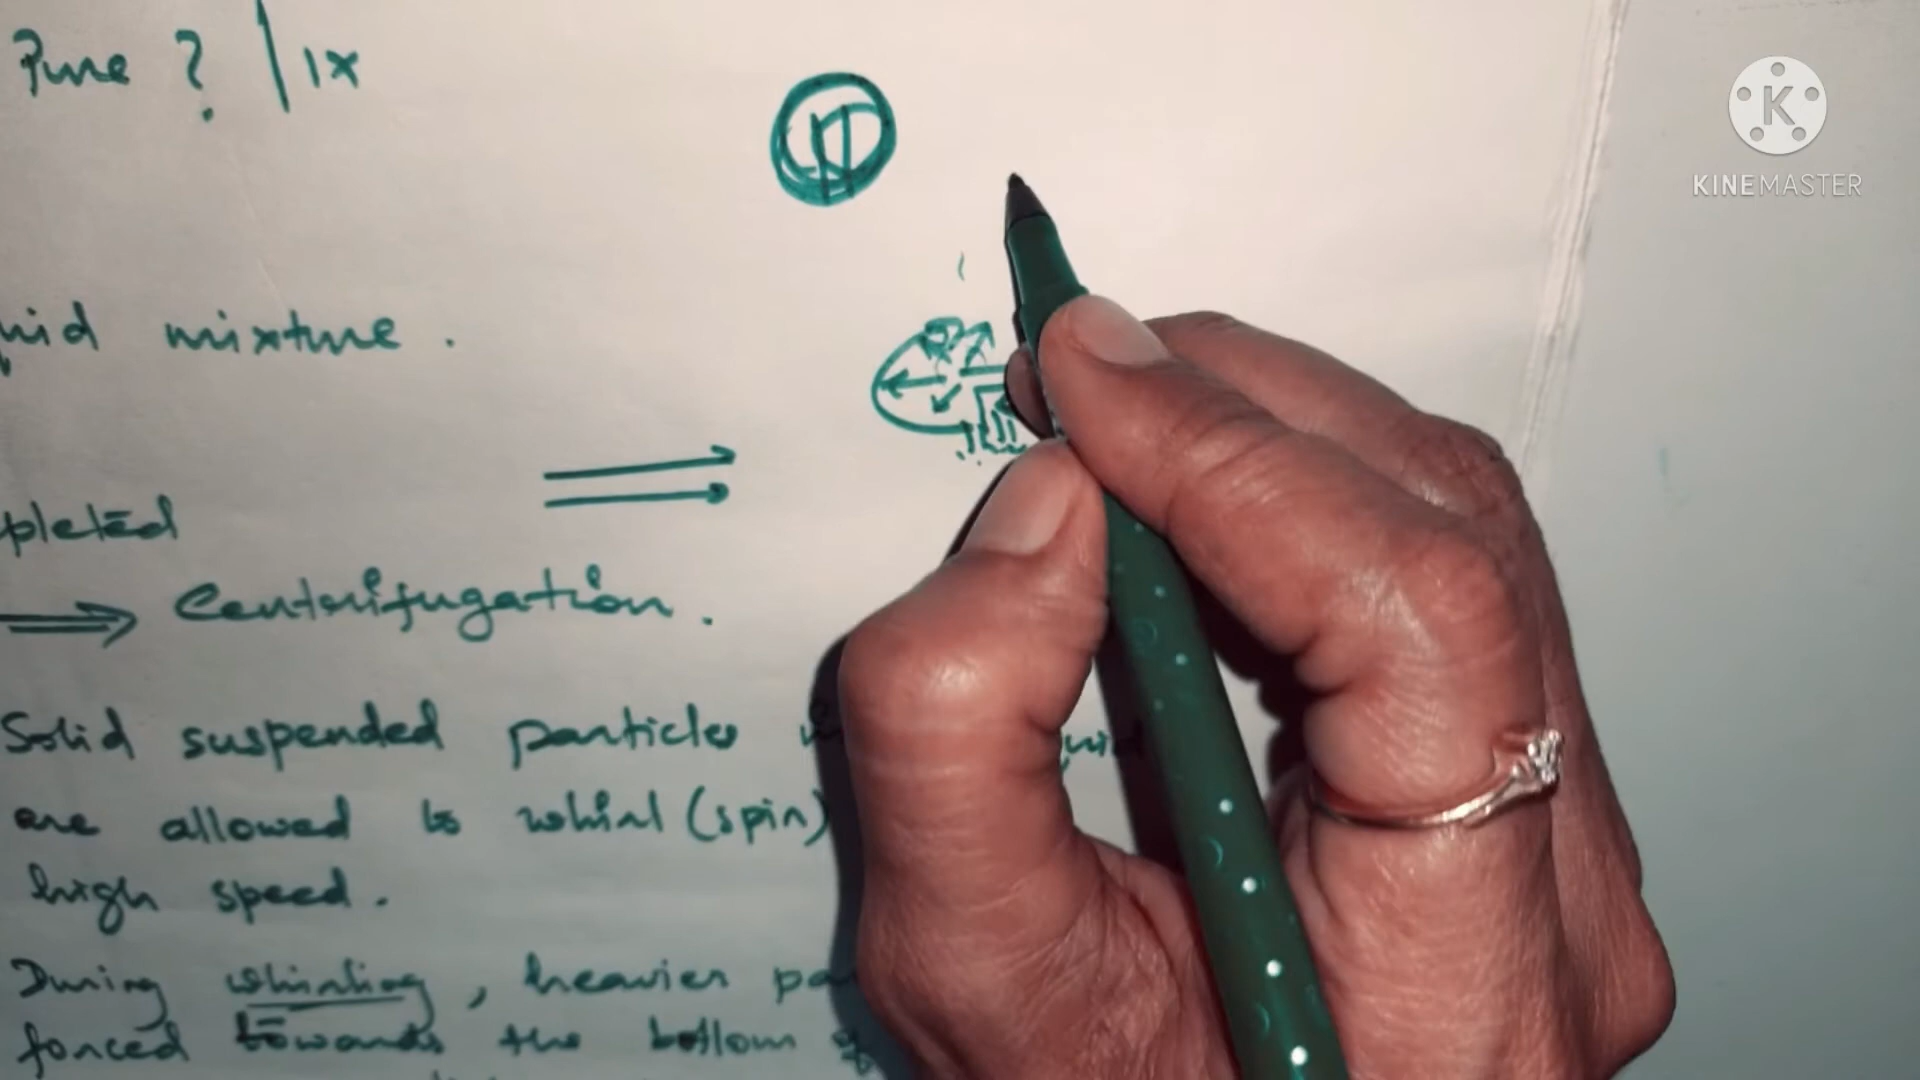 Pure ? | IX
K
KINEMASTER
mixture .
pleted
⇒ Centrifugation .
Solid suspended particles
are allowed to whirl (spin)
high speed .
During whirling , heavier
forced towards the bottom of